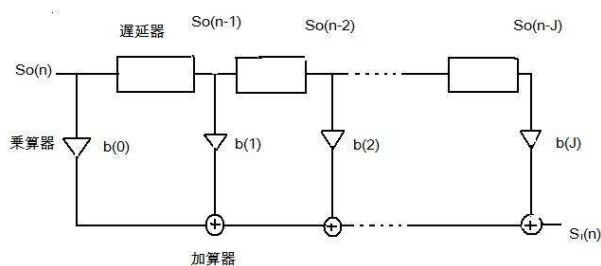 So(n-1)
So(n-2)
So(n-J)
遅延器
So(n)
乗算器
b(0)
b(1)
b(2)
b(J)
S₁(n)
加算器